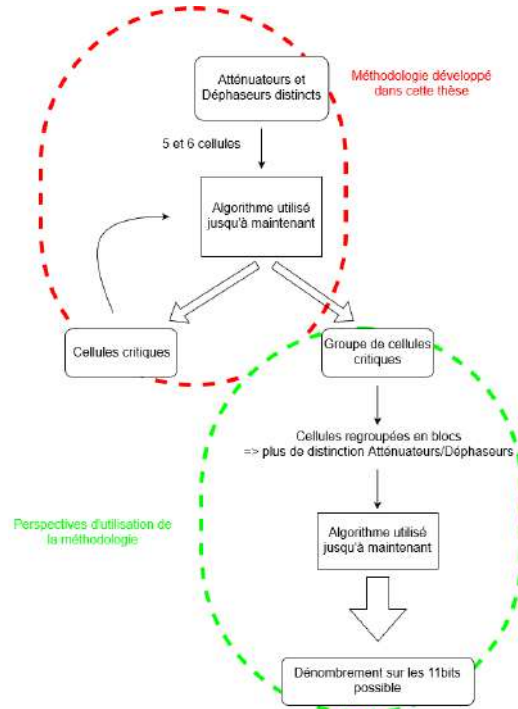 Atténuateurs et
Déphaseurs distincts
Méthodologie développé
dans cette thèse
5 et 6 cellules
Algorithme utilisé
jusqu'à maintenant
Cellules critiques
Groupe de cellules
critiques
Cellules regroupées en blocs
=> plus de distinction Atténuateurs/Déphaseurs
Perspectives d'utilisation de
la méthodologie
Algorithme utilisé
jusqu'à maintenant
Dénombrement sur les 11bits
possible